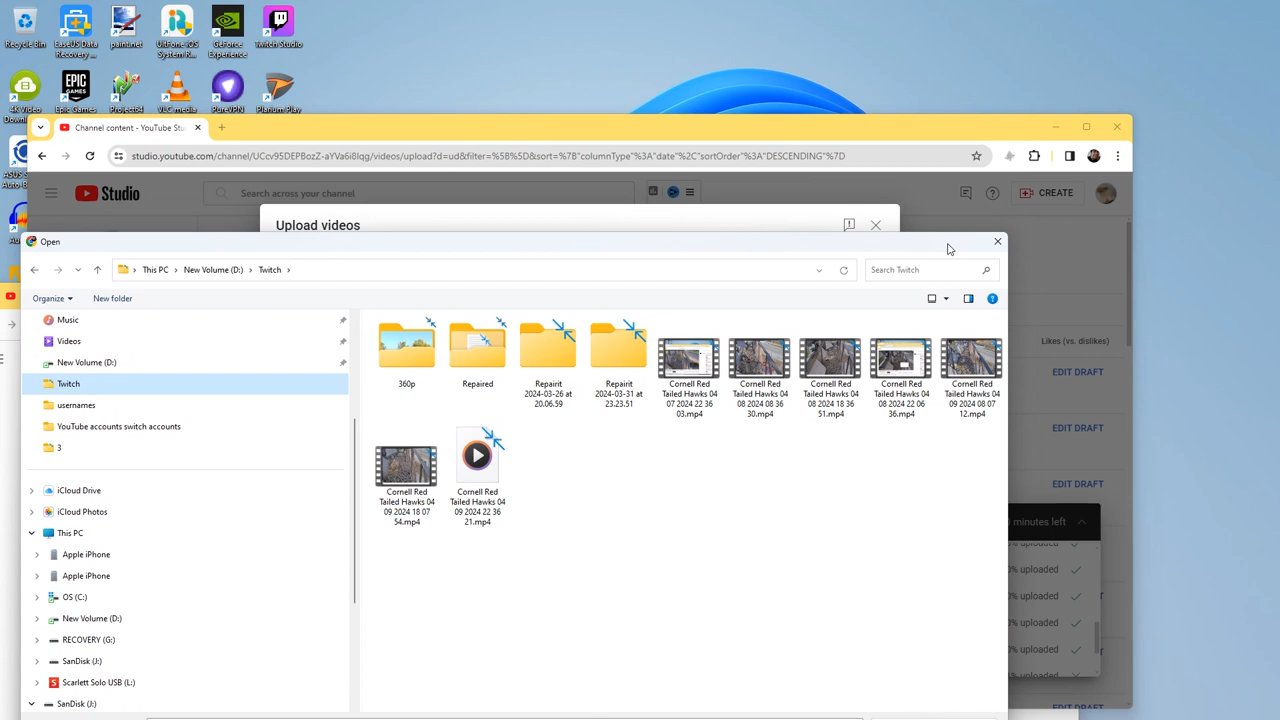 Recycle Bin
EaseUS Data Recovery ...
paint.net
UltFone iOS System R...
GeForce Experience
Twitch Studio
4K Video Downl...
Epic Games
Project64
VLC media
PureVPN
Plarium Play
Channel content - YouTube Stu
studio.youtube.com/channel/UCcv95DEPBozZ-aYVa6i8Iqg/videos/upload?d=ud&filter=%5B%5D&sort=%7B"columnType"%3A"date"%2C"sortOrder"%3A"DESCENDING"%7D
Studio
Search across your channel
CREATE
Upload videos
Open
This PC > New Volume (D:) > Twitch >
Search Twitch
Organize
New folder
Likes (vs. dislikes)
EDIT DRAFT
EDIT DRAFT
EDIT DRAFT
minutes left
% uploaded
% uploaded
% uploaded
% uploaded
% uploaded
EDIT DRAFT
Music
Videos
New Volume (D:)
Twitch
usernames
YouTube accounts switch accounts
3
iCloud Drive
iCloud Photos
This PC
Apple iPhone
Apple iPhone
OS (C:)
New Volume (D:)
RECOVERY (G:)
SanDisk (J:)
Scarlett Solo USB (L:)
SanDisk (J:)
360p
Repaired
Repairit
2024-03-26 at
20.06.59
Repairit
2024-03-31 at
23.23.51
Cornell Red
Tailed Hawks 04
07 2024 22 36
03.mp4
Cornell Red
Tailed Hawks 04
08 2024 08 36
30.mp4
Cornell Red
Tailed Hawks 04
08 2024 18 36
51.mp4
Cornell Red
Tailed Hawks 04
08 2024 22 06
36.mp4
Cornell Red
Tailed Hawks 04
09 2024 08 07
12.mp4
Cornell Red
Tailed Hawks 04
09 2024 18 07
54.mp4
Cornell Red
Tailed Hawks 04
09 2024 22 36
21.mp4